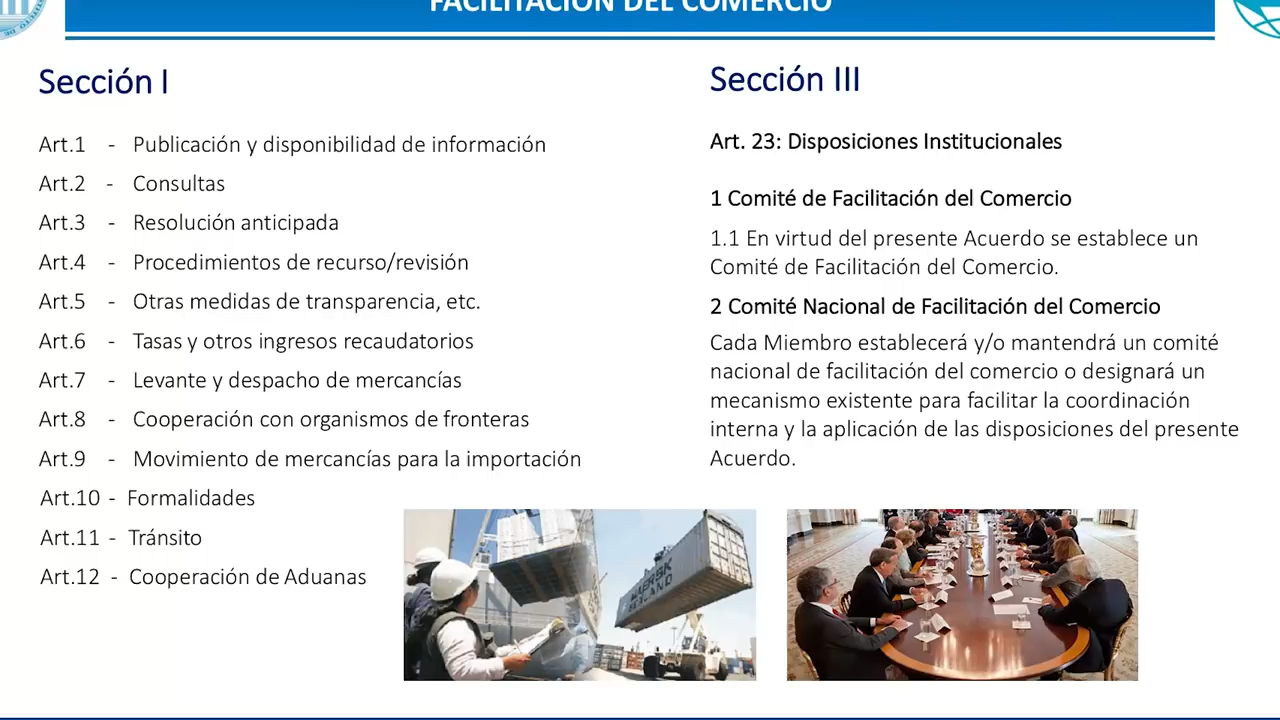 FACILITACIÓN DEL COMERCIO
Sección I
Art.1 - Publicación y disponibilidad de información
Art.2 - Consultas
Art.3 - Resolución anticipada
Art.4 - Procedimientos de recurso/revisión
Art.5 - Otras medidas de transparencia, etc.
Art.6 - Tasas y otros ingresos recaudatorios
Art.7 - Levante y despacho de mercancías
Art.8 - Cooperación con organismos de fronteras
Art.9 - Movimiento de mercancías para la importación
Art.10 - Formalidades
Art.11 - Tránsito
Art.12 - Cooperación de Aduanas
Sección III
Art. 23: Disposiciones Institucionales
1 Comité de Facilitación del Comercio
1.1 En virtud del presente Acuerdo se establece un
Comité de Facilitación del Comercio.
2 Comité Nacional de Facilitación del Comercio
Cada Miembro establecerá y/o mantendrá un comité
nacional de facilitación del comercio o designará un
mecanismo existente para facilitar la coordinación
interna y la aplicación de las disposiciones del presente
Acuerdo.
MAERSK